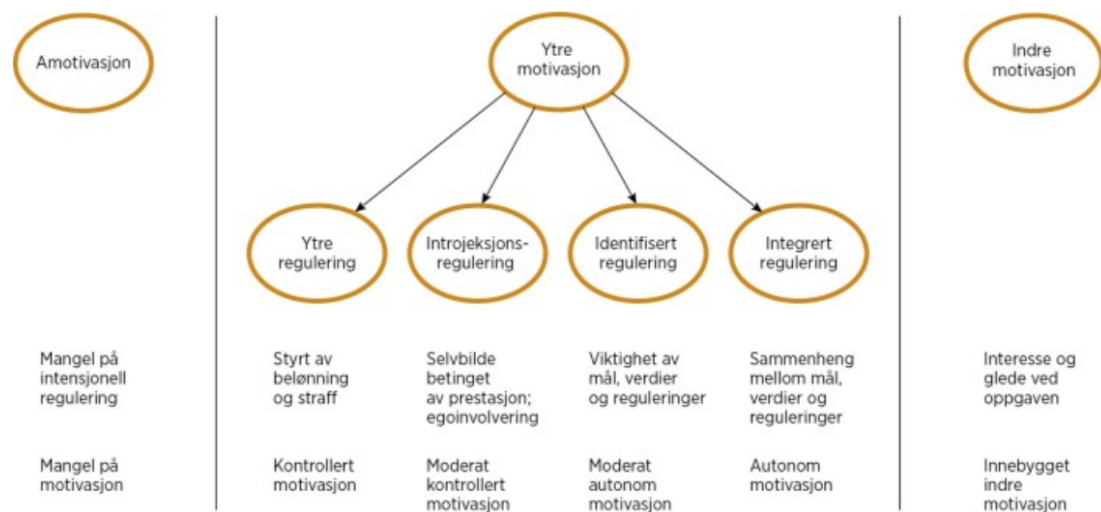 Amotivasjon
Ytre
motivasjon
Indre
motivasjon
Ytre
regulering
Introjeksjons-
regulering
Identifisert
regulering
Integrert
regulering
Mangel på
intensjonell
regulering
Styrt av
belønning
og straff
Selvbilde
betinget
av prestasjon;
egoinvolvering
Viktighet av
mål, verdier
og reguleringer
Sammenheng
mellom mål,
verdier og
reguleringer
Interesse og
glede ved
oppgaven
Mangel på
motivasjon
Kontrollert
motivasjon
Moderat
kontrollert
motivasjon
Moderat
autonom
motivasjon
Autonom
motivasjon
Innebygget
indre
motivasjon